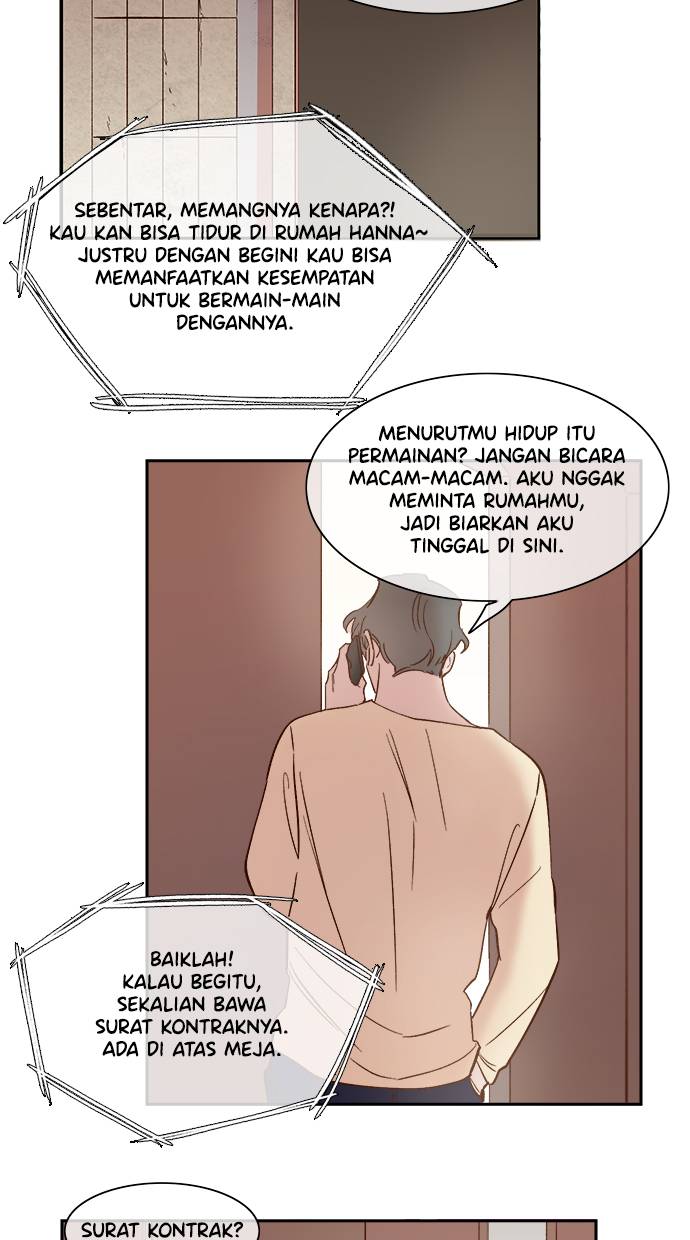 SEBENTAR, MEMANGNYA KENAPA?!
KAU KAN BISA TIDUR DI RUMAH HANNA~
JUSTRU DENGAN BEGINI KAU BISA
MEMANFAATKAN KESEMPATAN
UNTUK BERMAIN-MAIN
DENGANNYA.
MENURUTMU HIDUP ITU
PERMAINAN? JANGAN BICARA
MACAM-MACAM. AKU NGGAK
MEMINTA RUMAHMU,
JADI BIARKAN AKU
TINGGAL DI SINI.
BAIKLAH!
KALAU BEGITU,
SEKALIAN BAWA
SURAT KONTRAKNYA.
ADA DI ATAS MEJA.
SURAT KONTRAK?